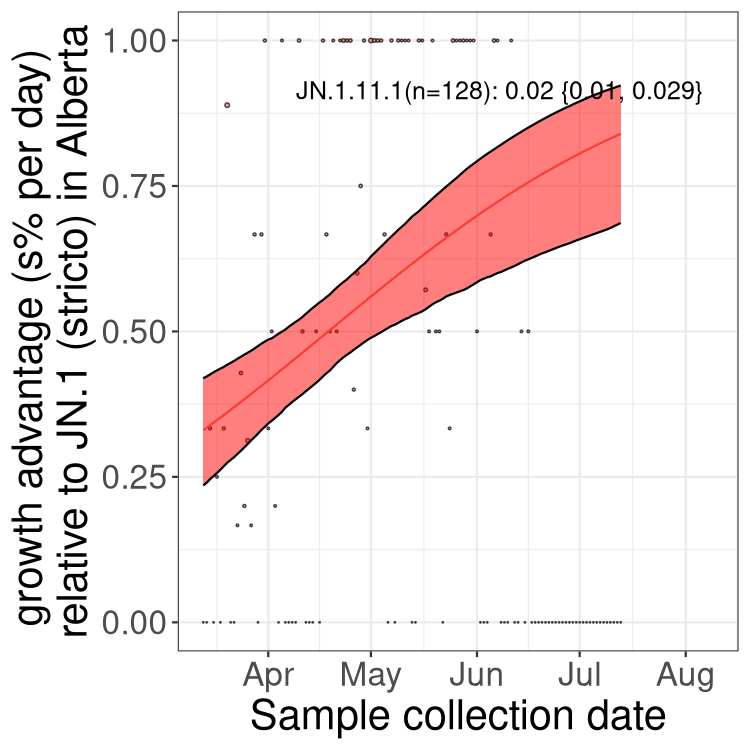 growth advantage (s% per day)
relative to JN.1 (stricto) in Alberta
1.00
0.75
0.50
0.25
0.00
JN.1.11.1(n=128): 0.02 {0.01, 0.029}
Apr May Jun Jul Aug
Sample collection date